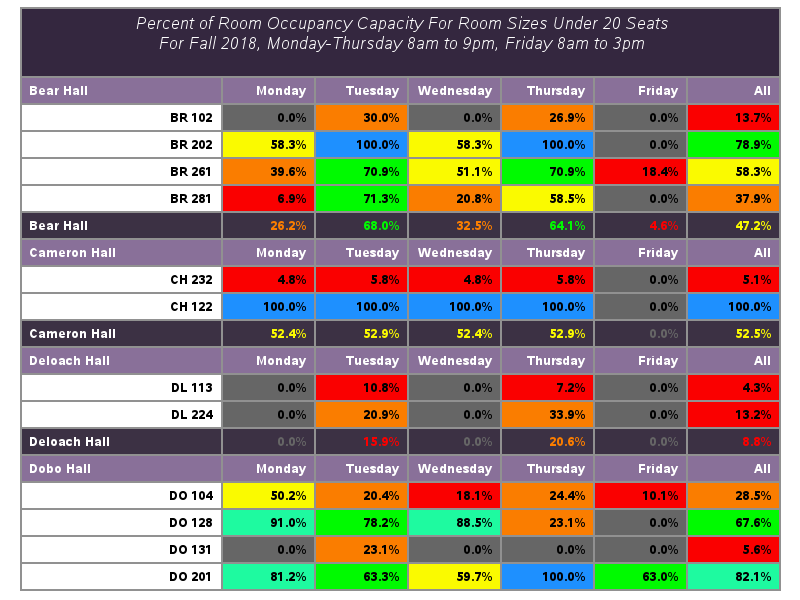 Percent of Room Occupancy Capacity For Room Sizes Under 20 Seats
For Fall 2018, Monday-Thursday 8am to 9pm, Friday 8am to 3pm
Bear Hall Monday Tuesday Wednesday Thursday Friday All
BR 102 0.0% 30.0% 0.0% 26.9% 0.0% 13.7%
BR 202 58.3% 100.0% 58.3% 100.0% 0.0% 78.9%
BR 261 39.6% 70.9% 51.1% 70.9% 18.4% 58.3%
BR 281 6.9% 71.3% 20.8% 58.5% 0.0% 37.9%
Bear Hall 26.2% 68.0% 32.5% 64.1% 4.6% 47.2%
Cameron Hall Monday Tuesday Wednesday Thursday Friday All
CH 232 4.8% 5.8% 4.8% 5.8% 0.0% 5.1%
CH 122 100.0% 100.0% 100.0% 100.0% 0.0% 100.0%
Cameron Hall 52.4% 52.9% 52.4% 52.9% 0.0% 52.5%
Deloach Hall Monday Tuesday Wednesday Thursday Friday All
DL 113 0.0% 10.8% 0.0% 7.2% 0.0% 4.3%
DL 224 0.0% 20.9% 0.0% 33.9% 0.0% 13.2%
Deloach Hall 0.0% 15.9% 0.0% 20.6% 0.0% 8.8%
Dobo Hall Monday Tuesday Wednesday Thursday Friday All
DO 104 50.2% 20.4% 18.1% 24.4% 10.1% 28.5%
DO 128 91.0% 78.2% 88.5% 23.1% 0.0% 67.6%
DO 131 0.0% 23.1% 0.0% 0.0% 0.0% 5.6%
DO 201 81.2% 63.3% 59.7% 100.0% 63.0% 82.1%